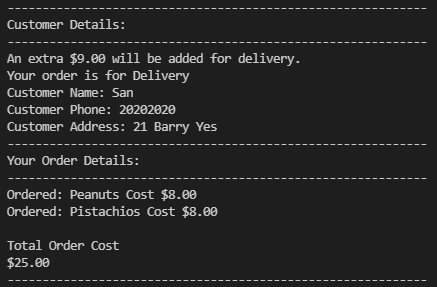 ------------------------------------------------------------
Customer Details:
------------------------------------------------------------
An extra $9.00 will be added for delivery.
Your order is for Delivery
Customer Name: San
Customer Phone: 20202020
Customer Address: 21 Barry Yes
------------------------------------------------------------
Your Order Details:
------------------------------------------------------------
Ordered: Peanuts Cost $8.00
Ordered: Pistachios Cost $8.00

Total Order Cost
$25.00
------------------------------------------------------------